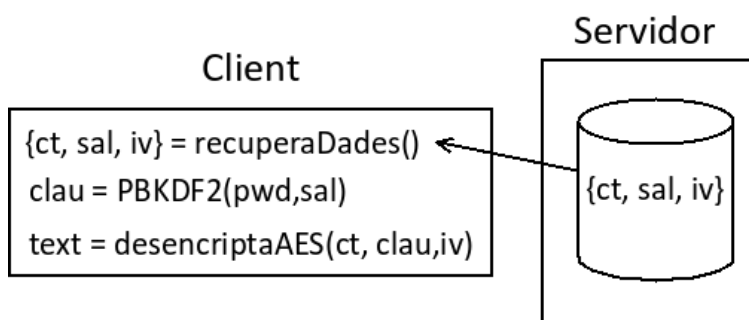 Client
{ct, sal, iv} = recuperaDades()
clau = PBKDF2(pwd,sal)
text = desencriptaAES(ct, clau,iv)
Servidor
{ct, sal, iv}